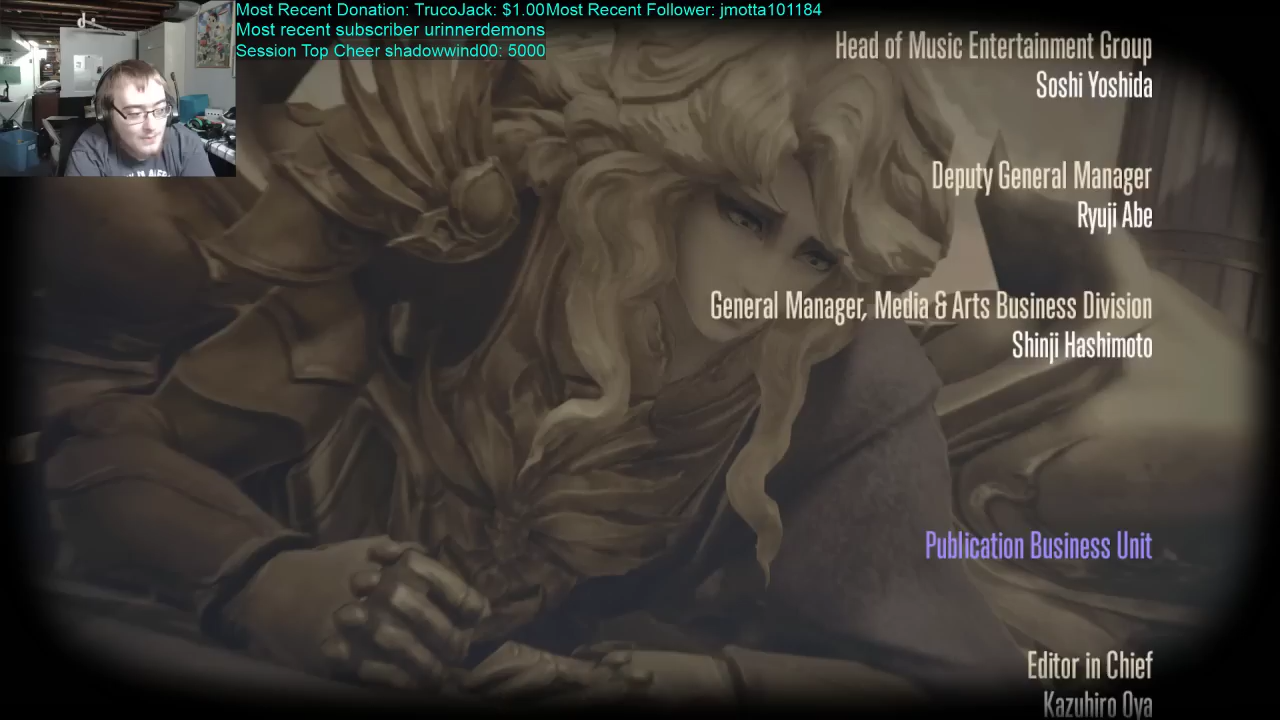 Most Recent Donation: TrucoJack: $1.00Most Recent Follower: jmotta101184
Most recent subscriber urinnerdemons
Session Top Cheer shadowwind00: 5000
Head of Music Entertainment Group
Soshi Yoshida
Deputy General Manager
Ryuji Abe
General Manager, Media & Arts Business Division
Shinji Hashimoto
Publication Business Unit
Editor in Chief
Kazuhiro Oya